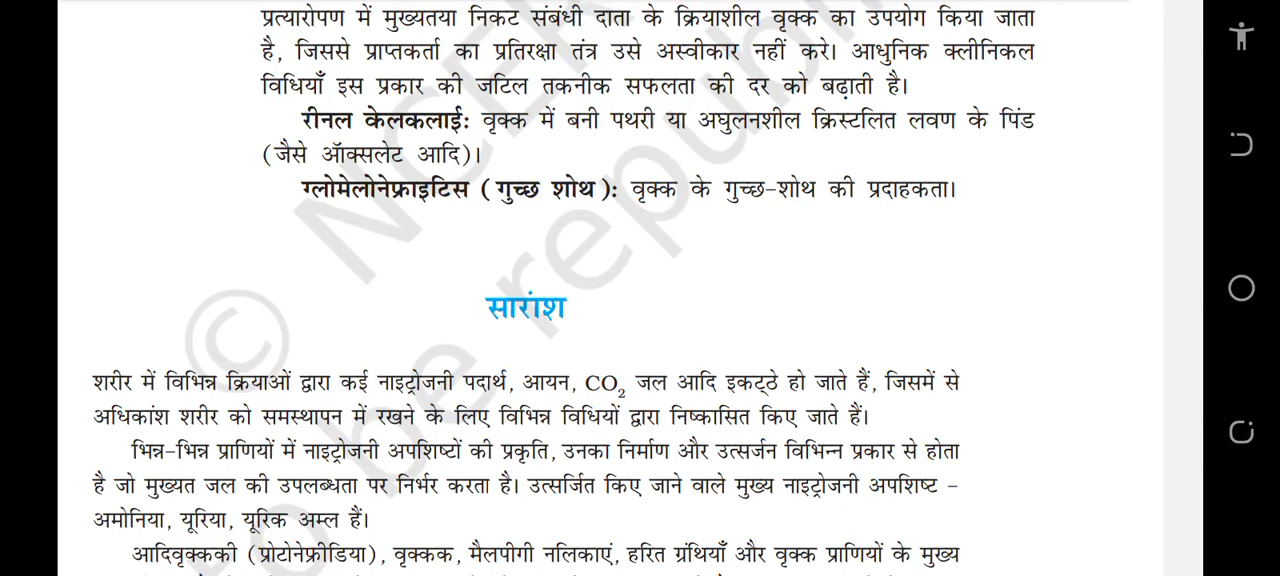 प्रत्यारोपण में मुख्यतया निकट संबंधी दाता के क्रियाशील वृक्क का उपयोग किया जाता
है, जिससे प्राप्तकर्ता का प्रतिरक्षा तंत्र उसे अस्वीकार नहीं करे। आधुनिक क्लीनिकल
विधियाँ इस प्रकार की जटिल तकनीक सफलता की दर को बढ़ाती है।
रीनल केलकलाई: वृक्क में बनी पथरी या अघुलनशील क्रिस्टलित लवण के पिंड
(जैसे ऑक्सलेट आदि)।
ग्लोमेलोनेफ्राइटिस (गुच्छ शोथ): वृक्क के गुच्छ-शोथ की प्रदाहकता।
© NCER
be republi
सारांश
शरीर में विभिन्न क्रियाओं द्वारा कई नाइट्रोजनी पदार्थ, आयन, CO₂ जल आदि इकट्ठे हो जाते हैं, जिसमें से
अधिकांश शरीर को समस्थापन में रखने के लिए विभिन्न विधियों द्वारा निष्कासित किए जाते हैं।
भिन्न-भिन्न प्राणियों में नाइट्रोजनी अपशिष्टों की प्रकृति, उनका निर्माण और उत्सर्जन विभिन्न प्रकार से होता
है जो मुख्यत जल की उपलब्धता पर निर्भर करता है। उत्सर्जित किए जाने वाले मुख्य नाइट्रोजनी अपशिष्ट -
अमोनिया, यूरिया, यूरिक अम्ल हैं।
आदिवृक्ककी (प्रोटोनेफ्रीडिया), वृक्कक, मैलपीगी नलिकाएं, हरित ग्रंथियाँ और वृक्क प्राणियों के मुख्य